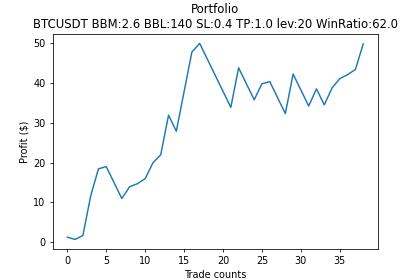 Portfolio
BTCUSDT BBM:2.6 BBL:140 SL:0.4 TP:1.0 lev:20 WinRatio:62.0
50
40
30
20
10
0
Profit ($)
0 5 10 15 20 25 30 35
Trade counts